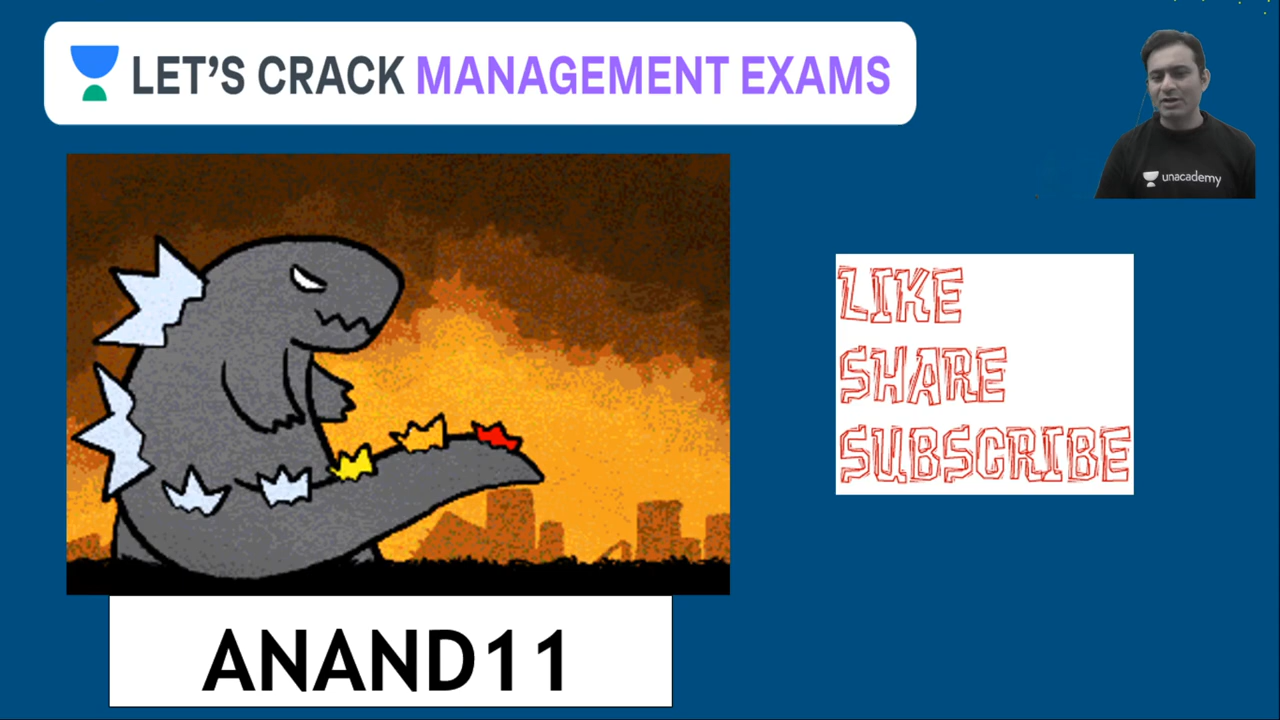 LET'S CRACK MANAGEMENT EXAMS
unacademy
LIKE
SHARE
SUBSCRIBE
ANAND11